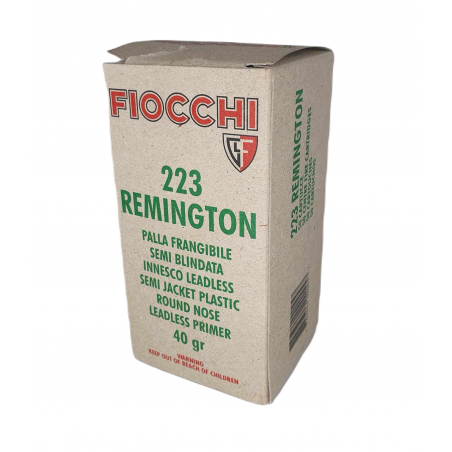 FIOCCHI
GLF
223
REMINGTON
PALLA FRANGIBILE
SEMI BLINDATA
INNESCO LEADLESS
SEMI JACKET PLASTIC
ROUND NOSE
LEADLESS PRIMER
40 gr
WARNING
KEEP OUT OF REACH OF CHILDREN
223 REMINGTON